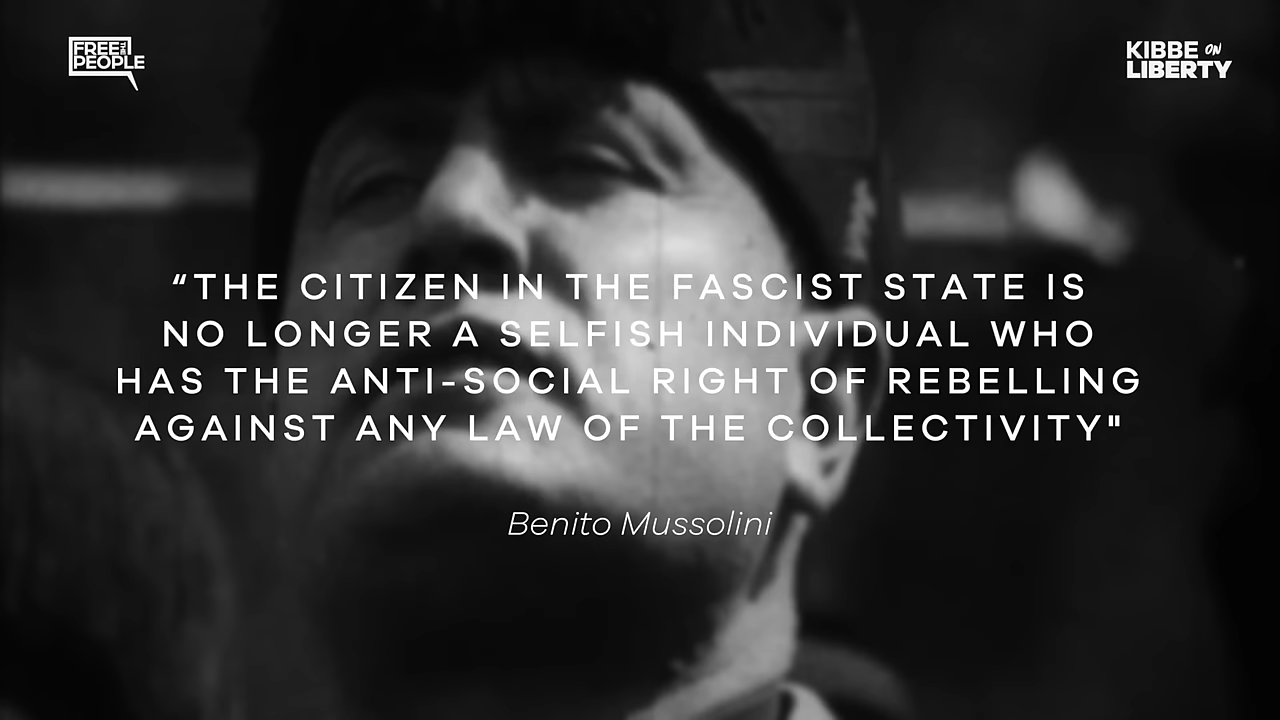 FREE THE
PEOPLE
KIBBE ON
LIBERTY
“THE CITIZEN IN THE FASCIST STATE IS
NO LONGER A SELFISH INDIVIDUAL WHO
HAS THE ANTI-SOCIAL RIGHT OF REBELLING
AGAINST ANY LAW OF THE COLLECTIVITY"
Benito Mussolini